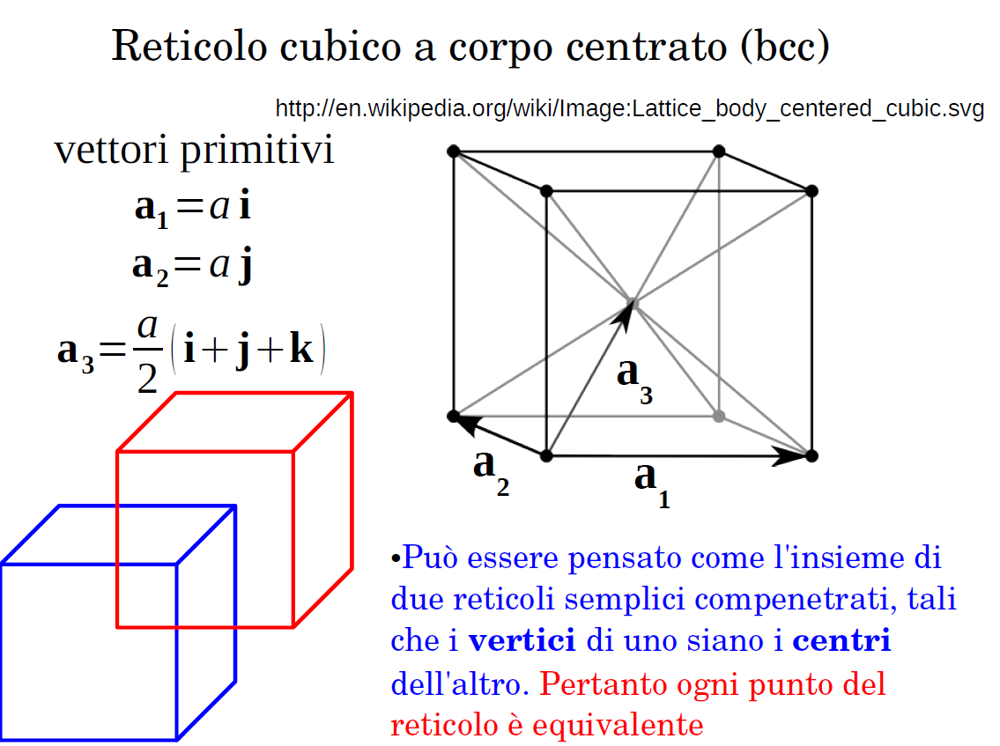 Reticolo cubico a corpo centrato (bcc)
http://en.wikipedia.org/wiki/Image:Lattice_body_centered_cubic.svg
vettori primitivi
a₁=a i
a₂=a j
a₃=a/2(i+j+k)
a₃
a₂
a₁
•Può essere pensato come l'insieme di
due reticoli semplici compenetrati, tali
che i vertici di uno siano i centri
dell'altro. Pertanto ogni punto del
reticolo è equivalente